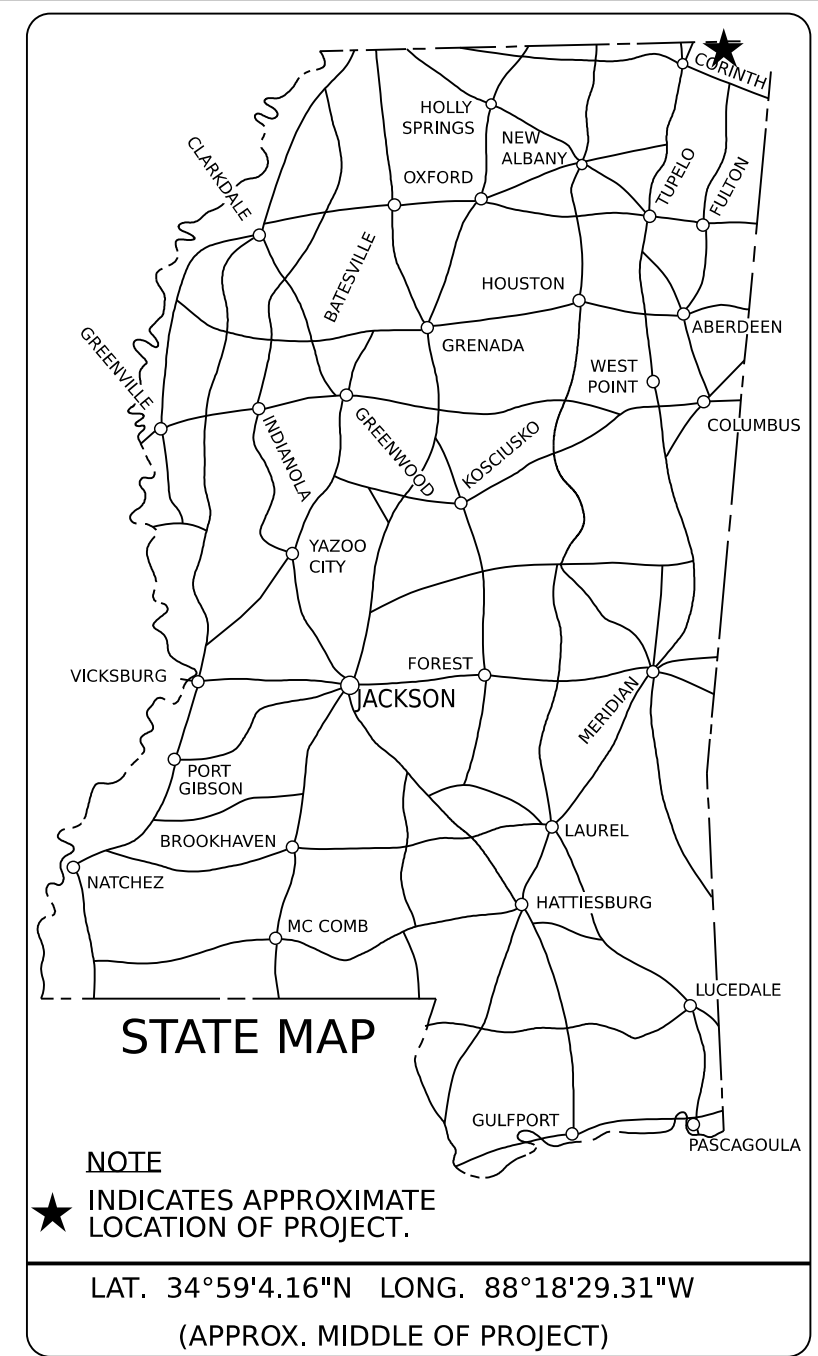 CORINTH
HOLLY
SPRINGS
NEW
ALBANY
CLARKDALE
OXFORD
TUPELO
FULTON
BATESVILLE
HOUSTON
ABERDEEN
GREENVILLE
GRENADA
WEST
POINT
COLUMBUS
INDIANOLA
GREENWOOD
KOSCIUSKO
YAZOO
CITY
VICKSBURG
FOREST
JACKSON
MERIDIAN
PORT
GIBSON
BROOKHAVEN
LAUREL
NATCHEZ
HATTIESBURG
MC COMB
LUCEDALE
STATE MAP
GULFPORT
PASCAGOULA
NOTE
INDICATES APPROXIMATE
LOCATION OF PROJECT.
LAT. 34°59'4.16"N LONG. 88°18'29.31"W
(APPROX. MIDDLE OF PROJECT)